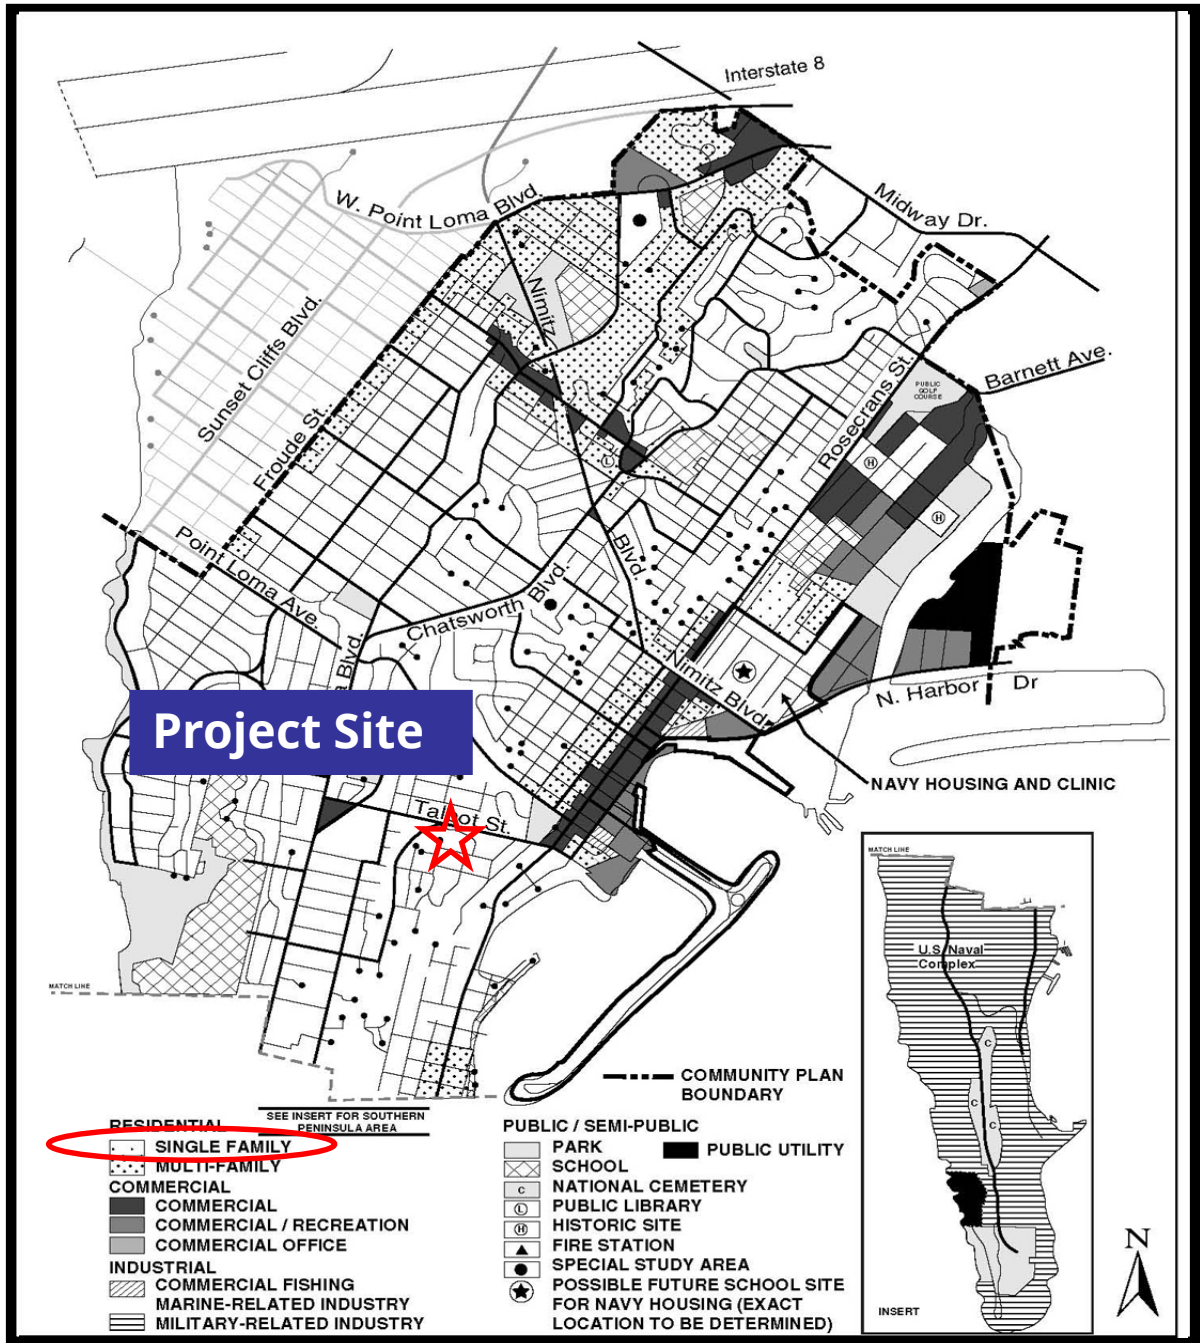 Interstate 8
W. Point Loma Blvd.
Midway Dr.
Nimitz
Sunset Cliffs Blvd.
Froude St.
Rosecrans St.
Barnett Ave.
PUBLIC
GOLF
COURSE
H
L
H
Point Loma Ave.
Blvd.
Chatsworth Blvd.
a Blvd.
Nimitz Blvd.
N. Harbor Dr
Project Site
NAVY HOUSING AND CLINIC
Talbot St.
MATCH LINE
MATCH LINE
U.S. Naval
Complex
C
C
C
INSERT
N
COMMUNITY PLAN
BOUNDARY
SEE INSERT FOR SOUTHERN
PENINSULA AREA
RESIDENTIAL
SINGLE FAMILY
MULTI-FAMILY
COMMERCIAL
COMMERCIAL
COMMERCIAL / RECREATION
COMMERCIAL OFFICE
INDUSTRIAL
COMMERCIAL FISHING
MARINE-RELATED INDUSTRY
MILITARY-RELATED INDUSTRY
PUBLIC / SEMI-PUBLIC
PARK
PUBLIC UTILITY
SCHOOL
C NATIONAL CEMETERY
L PUBLIC LIBRARY
H HISTORIC SITE
FIRE STATION
SPECIAL STUDY AREA
POSSIBLE FUTURE SCHOOL SITE
FOR NAVY HOUSING (EXACT
LOCATION TO BE DETERMINED)